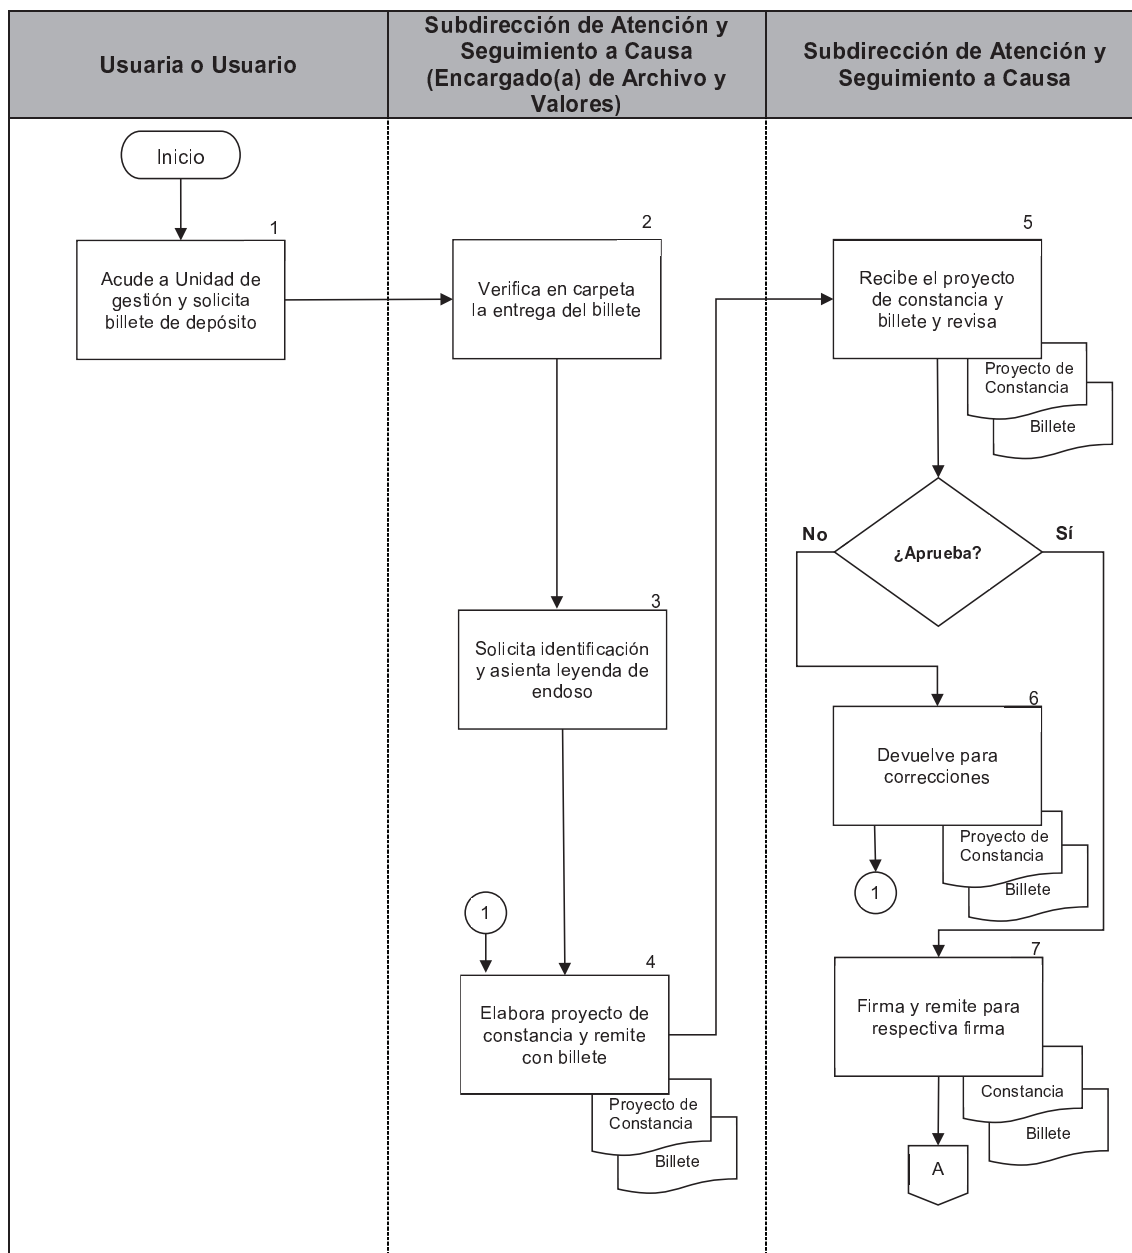 Usuaria o Usuario
Subdirección de Atención y
Seguimiento a Causa
(Encargado(a) de Archivo y
Valores)
Subdirección de Atención y
Seguimiento a Causa
Inicio
1
Acude a Unidad de
gestión y solicita
billete de depósito
2
Verifica en carpeta
la entrega del billete
3
Solicita identificación
y asienta leyenda de
endoso
1
4
Elabora proyecto de
constancia y remite
con billete
Proyecto de
Constancia
Billete
5
Recibe el proyecto
de constancia y
billete y revisa
Proyecto de
Constancia
Billete
¿Aprueba?
No
Sí
6
Devuelve para
correcciones
Proyecto de
Constancia
Billete
1
7
Firma y remite para
respectiva firma
Constancia
Billete
A